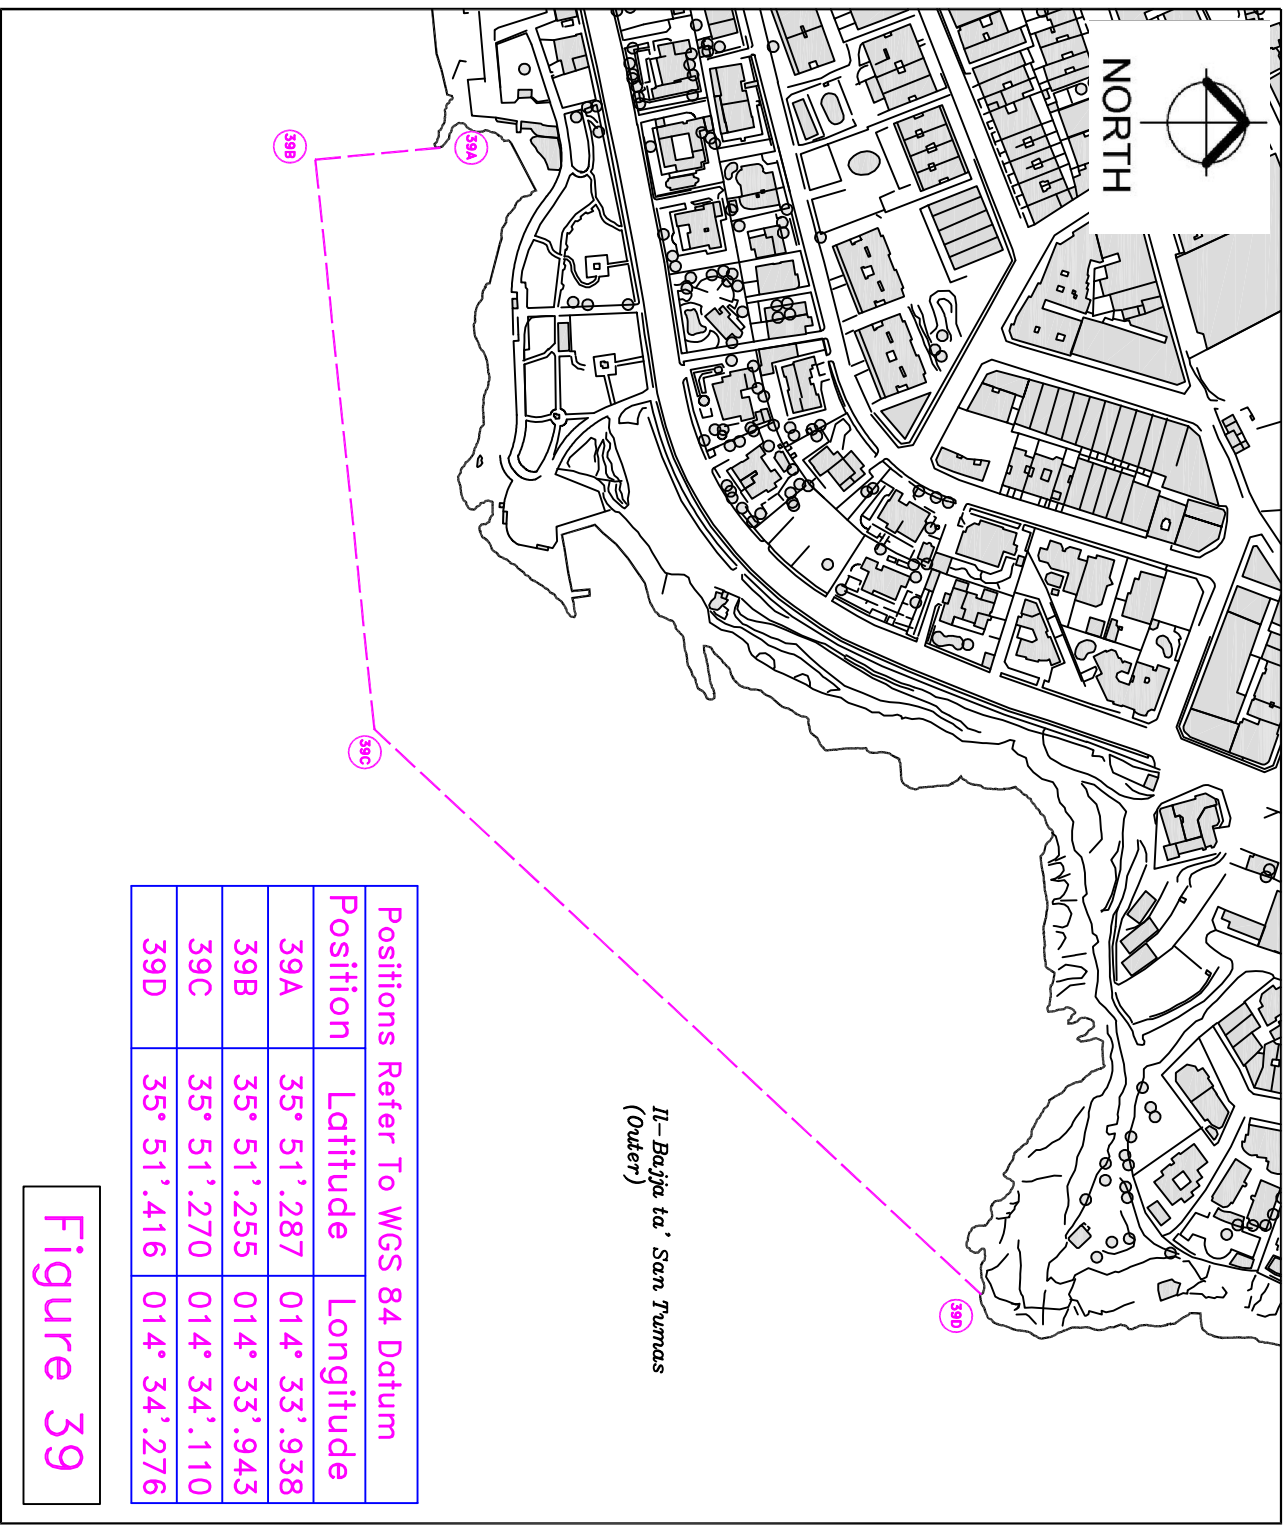 NORTH
39A
39B
39C
39D
Il-Bajja ta' San Tumas
(Outer)
Positions Refer To WGS 84 Datum
Position Latitude Longitude
39A 35° 51'.287 014° 33'.938
39B 35° 51'.255 014° 33'.943
39C 35° 51'.270 014° 34'.110
39D 35° 51'.416 014° 34'.276
Figure 39